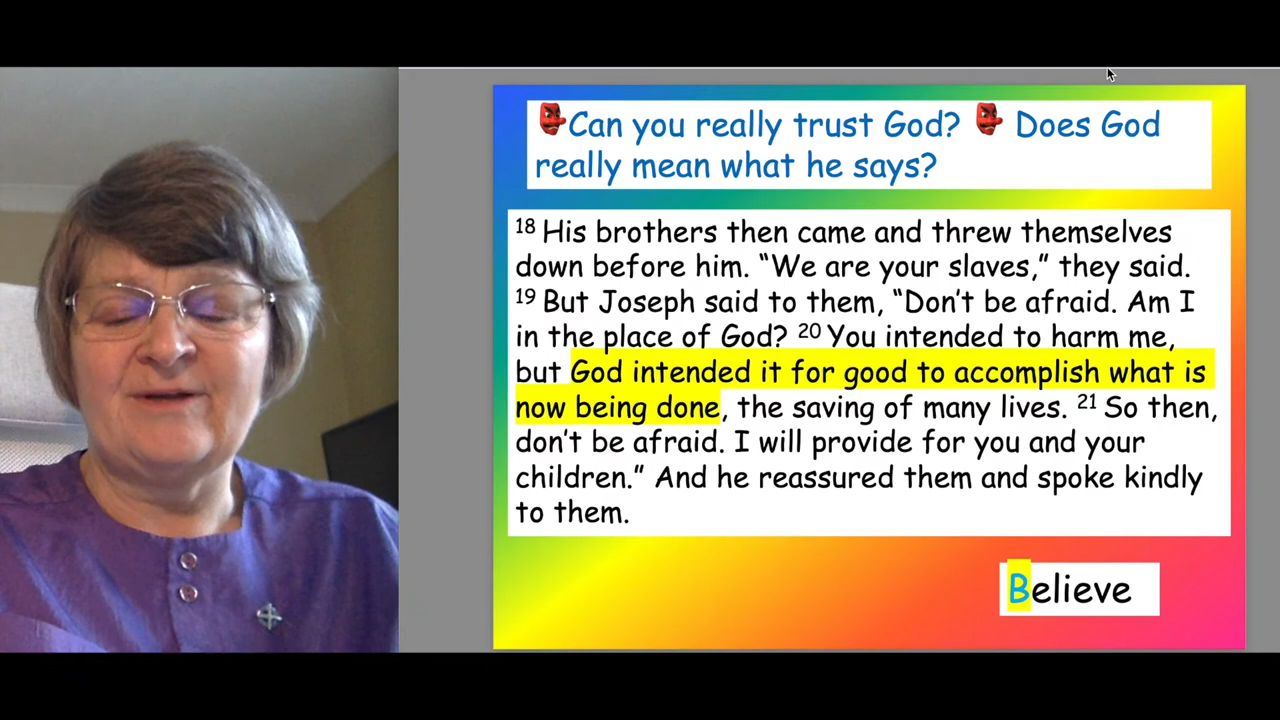 Can you really trust God? Does God
really mean what he says?
18 His brothers then came and threw themselves
down before him. “We are your slaves,” they said.
19 But Joseph said to them, “Don’t be afraid. Am I
in the place of God? 20 You intended to harm me,
but God intended it for good to accomplish what is
now being done, the saving of many lives. 21 So then,
don’t be afraid. I will provide for you and your
children.” And he reassured them and spoke kindly
to them.
Believe